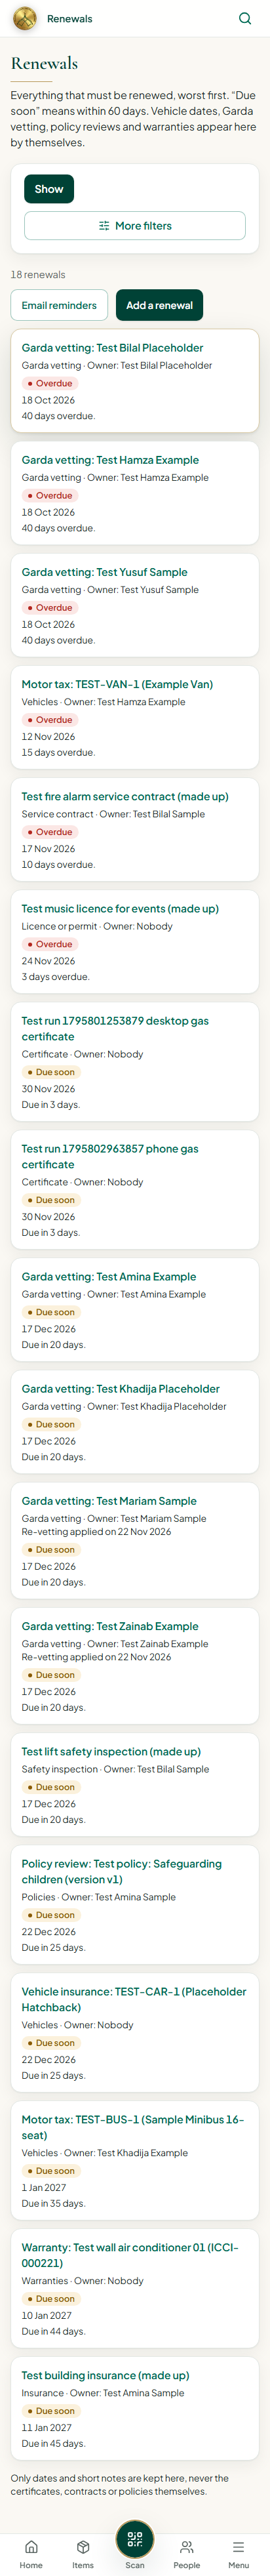 Renewals
Renewals
Everything that must be renewed, worst first. “Due
soon” means within 60 days. Vehicle dates, Garda
vetting, policy reviews and warranties appear here
by themselves.
Show
More filters
18 renewals
Email reminders
Add a renewal
Garda vetting: Test Bilal Placeholder
Garda vetting · Owner: Test Bilal Placeholder
Overdue
18 Oct 2026
40 days overdue.
Garda vetting: Test Hamza Example
Garda vetting · Owner: Test Hamza Example
Overdue
18 Oct 2026
40 days overdue.
Garda vetting: Test Yusuf Sample
Garda vetting · Owner: Test Yusuf Sample
Overdue
18 Oct 2026
40 days overdue.
Motor tax: TEST-VAN-1 (Example Van)
Vehicles · Owner: Test Hamza Example
Overdue
12 Nov 2026
15 days overdue.
Test fire alarm service contract (made up)
Service contract · Owner: Test Bilal Sample
Overdue
17 Nov 2026
10 days overdue.
Test music licence for events (made up)
Licence or permit · Owner: Nobody
Overdue
24 Nov 2026
3 days overdue.
Test run 1795801253879 desktop gas
certificate
Certificate · Owner: Nobody
Due soon
30 Nov 2026
Due in 3 days.
Test run 1795802963857 phone gas
certificate
Certificate · Owner: Nobody
Due soon
30 Nov 2026
Due in 3 days.
Garda vetting: Test Amina Example
Garda vetting · Owner: Test Amina Example
Due soon
17 Dec 2026
Due in 20 days.
Garda vetting: Test Khadija Placeholder
Garda vetting · Owner: Test Khadija Placeholder
Due soon
17 Dec 2026
Due in 20 days.
Garda vetting: Test Mariam Sample
Garda vetting · Owner: Test Mariam Sample
Re-vetting applied on 22 Nov 2026
Due soon
17 Dec 2026
Due in 20 days.
Garda vetting: Test Zainab Example
Garda vetting · Owner: Test Zainab Example
Re-vetting applied on 22 Nov 2026
Due soon
17 Dec 2026
Due in 20 days.
Test lift safety inspection (made up)
Safety inspection · Owner: Test Bilal Sample
Due soon
17 Dec 2026
Due in 20 days.
Policy review: Test policy: Safeguarding
children (version v1)
Policies · Owner: Test Amina Sample
Due soon
22 Dec 2026
Due in 25 days.
Vehicle insurance: TEST-CAR-1 (Placeholder
Hatchback)
Vehicles · Owner: Nobody
Due soon
22 Dec 2026
Due in 25 days.
Motor tax: TEST-BUS-1 (Sample Minibus 16-
seat)
Vehicles · Owner: Test Khadija Example
Due soon
1 Jan 2027
Due in 35 days.
Warranty: Test wall air conditioner 01 (ICCI-
000221)
Warranties · Owner: Nobody
Due soon
10 Jan 2027
Due in 44 days.
Test building insurance (made up)
Insurance · Owner: Test Amina Sample
Due soon
11 Jan 2027
Due in 45 days.
Only dates and short notes are kept here, never the
certificates, contracts or policies themselves.
Home
Items
Scan
People
Menu